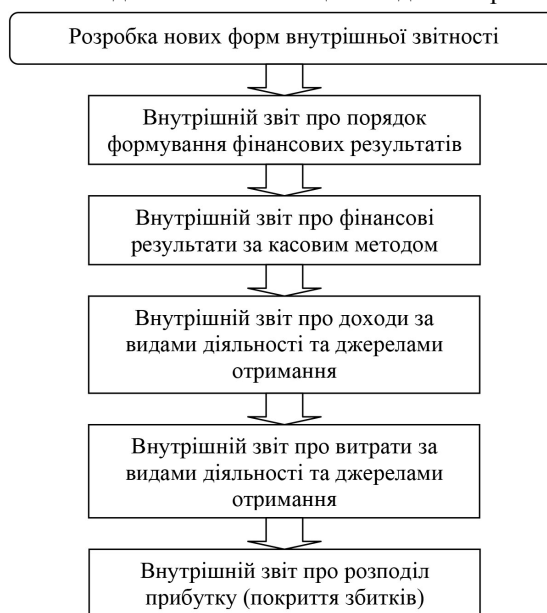 Розробка нових форм внутрішньої звітності
Внутрішній звіт про порядок
формування фінансових результатів
Внутрішній звіт про фінансові
результати за касовим методом
Внутрішній звіт про доходи за
видами діяльності та джерелами
отримання
Внутрішній звіт про витрати за
видами діяльності та джерелами
отримання
Внутрішній звіт про розподіл
прибутку (покриття збитків)